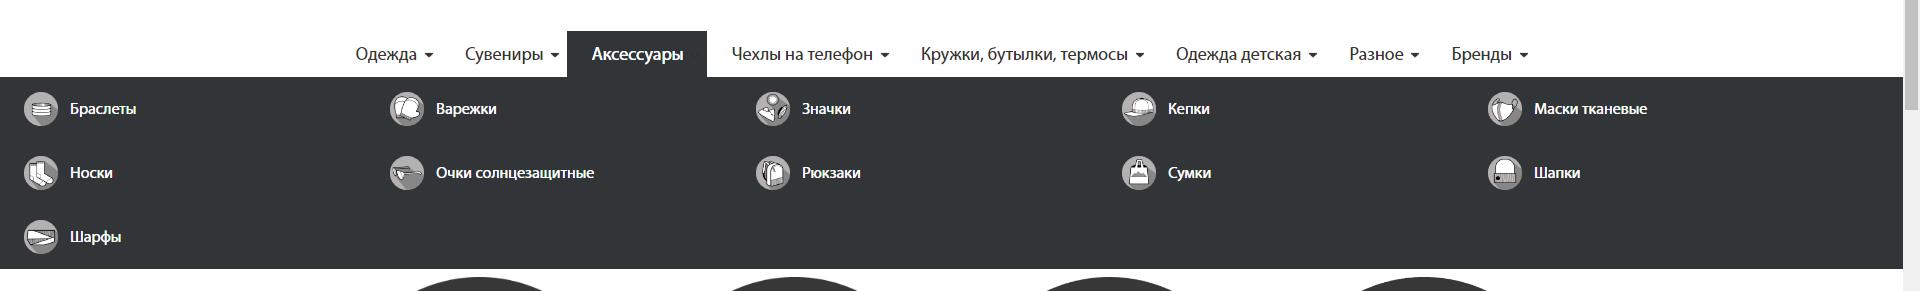 Одежда Сувениры Аксессуары Чехлы на телефон Кружки, бутылки, термосы Одежда детская Разное Бренды
Браслеты Варежки Значки Кепки Маски тканевые
Носки Очки солнцезащитные Рюкзаки Сумки Шапки
Шарфы